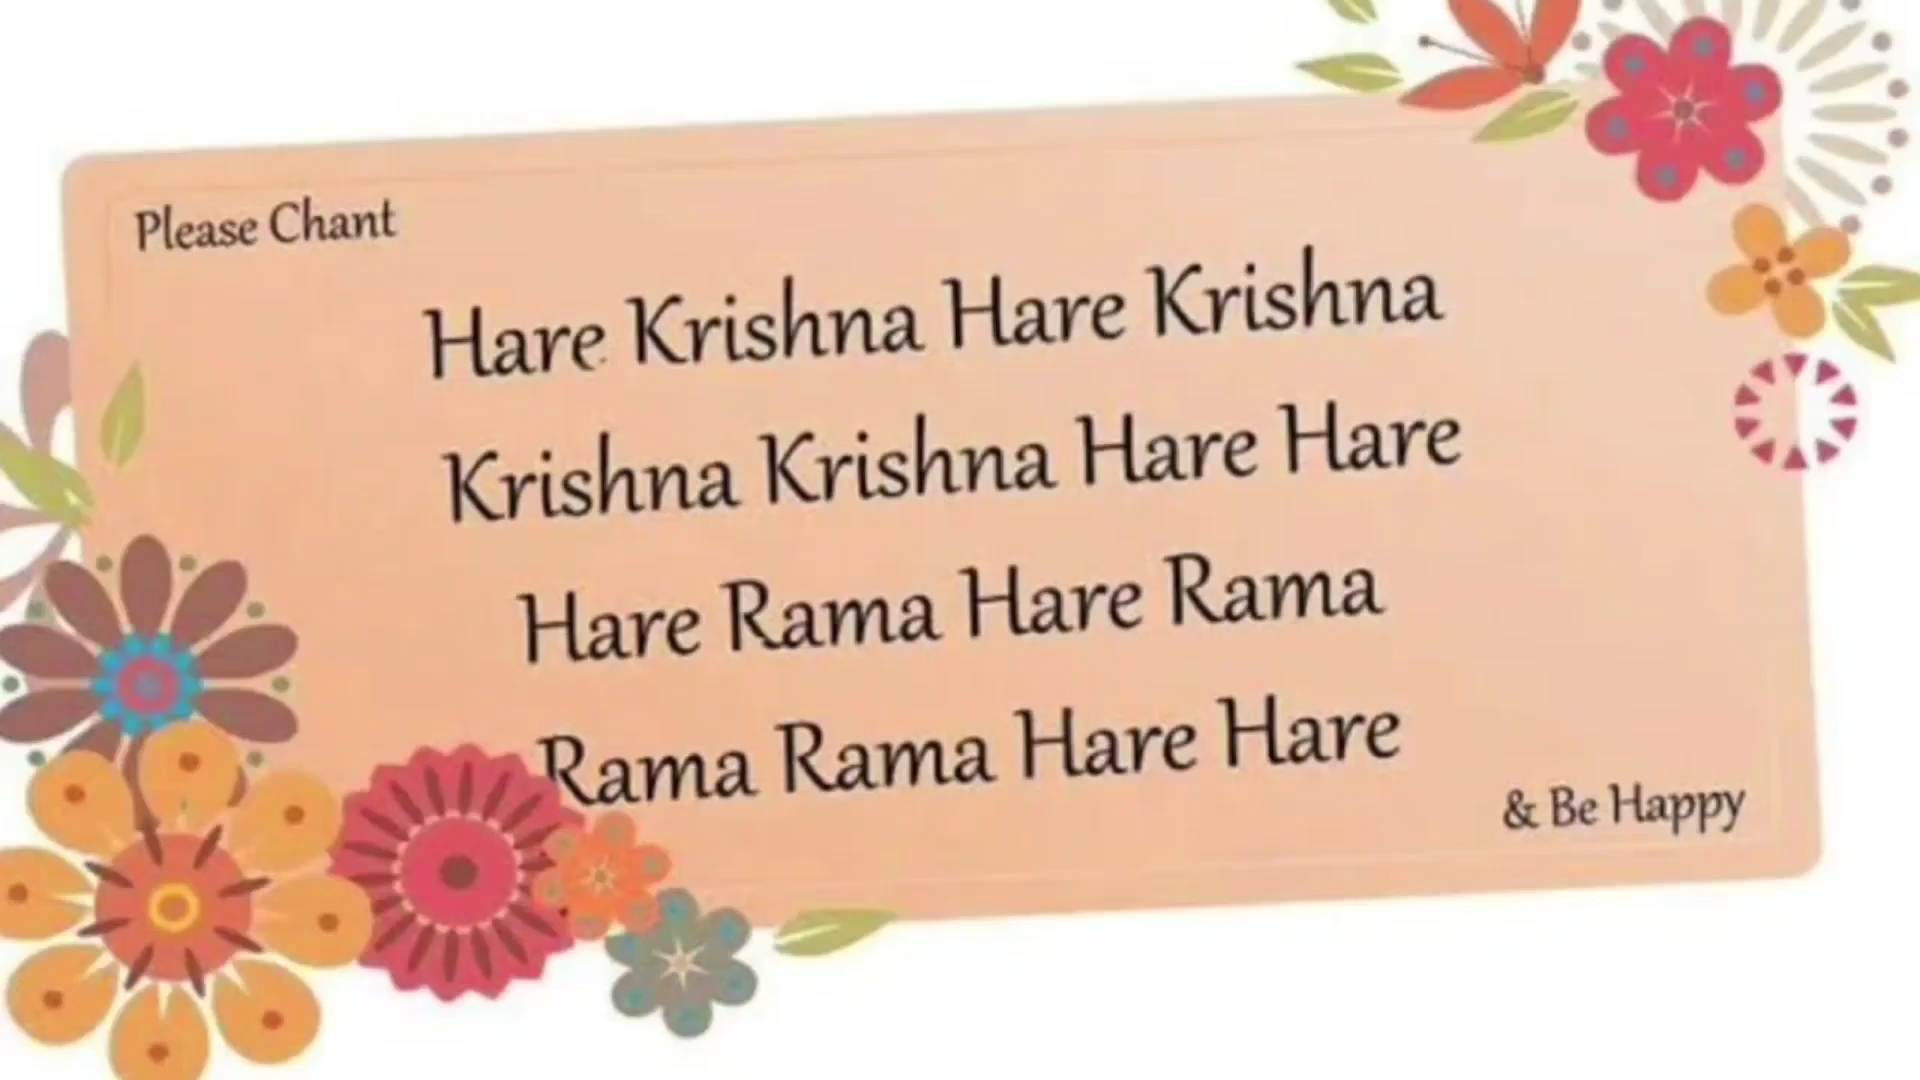 Please Chant
Hare Krishna Hare Krishna
Krishna Krishna Hare Hare
Hare Rama Hare Rama
Rama Rama Hare Hare
& Be Happy